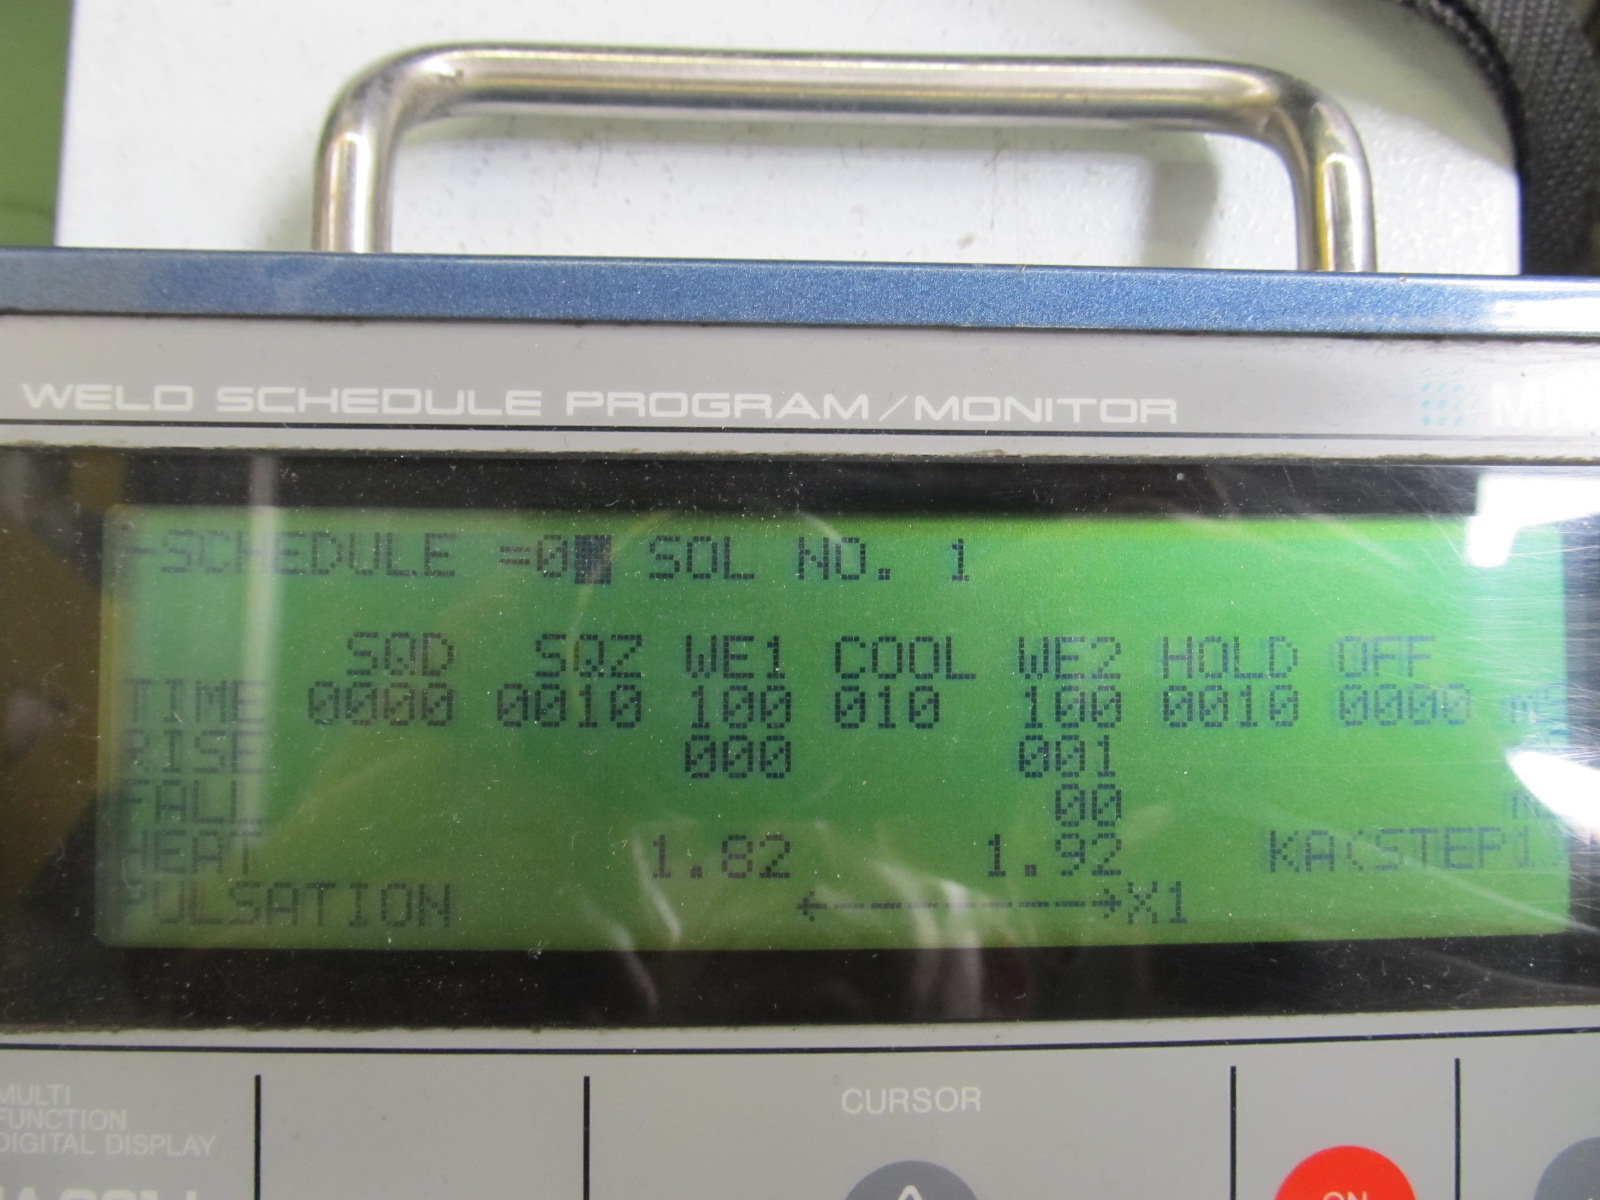 WELD SCHEDULE PROGRAM/MONITOR
-SCHEDULE =0 SOL NO. 1
SQD SQZ WE1 COOL WE2 HOLD OFF
TIME 0000 0010 100 010 100 0010 0000
RISE 000 001
FALL 00
HEAT 1.82 1.92 KA(STEP1
PULSATION ←------→X1
MULTI
FUNCTION
DIGITAL DISPLAY
CURSOR
ON